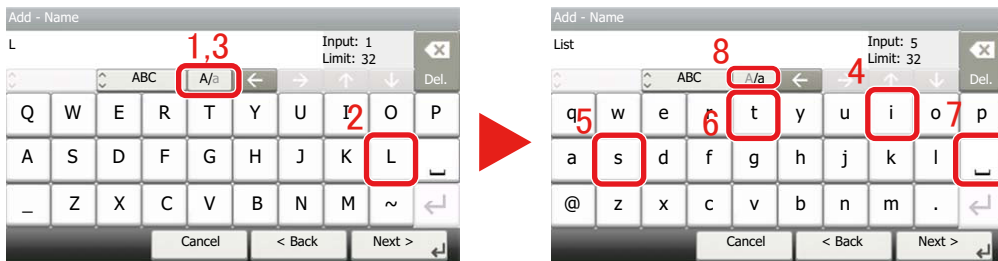 Add - Name
L
Input: 1
Limit: 32
1,3
ABC
A/a
Del.
Q W E R T Y U I O P
2
A S D F G H J K L
_ Z X C V B N M ~
Cancel
< Back
Next >
Add - Name
List
Input: 5
Limit: 32
8
4
ABC
A/a
Del.
q w e r t y u i o p
5
6
7
a s d f g h j k l
@ z x c v b n m .
Cancel
< Back
Next >